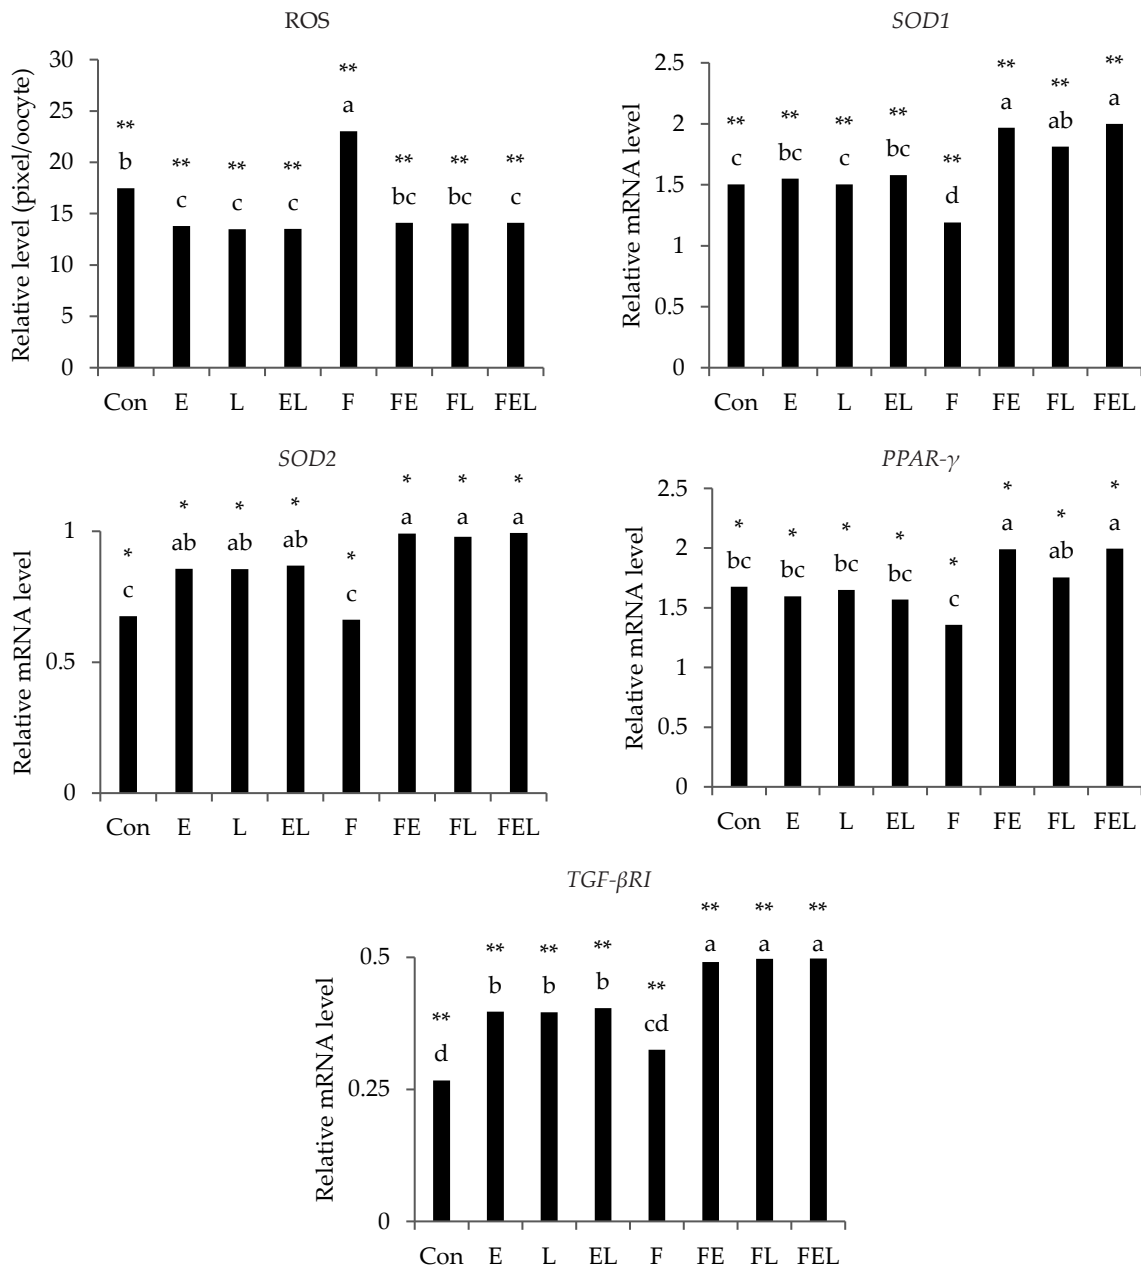 ROS
Relative level (pixel/oocyte)
30
25
20
15
10
5
0
** ** ** ** ** ** ** **
b c c c a bc bc c
Con E L EL F FE FL FEL
SOD1
Relative mRNA level
2.5
2
1.5
1
0.5
0
** ** ** ** ** ** ** **
c bc c bc d a ab a
Con E L EL F FE FL FEL
SOD2
Relative mRNA level
1
0.5
0
* * * * * * * *
c ab ab ab c a a a
Con E L EL F FE FL FEL
PPAR-γ
Relative mRNA level
2.5
2
1.5
1
0.5
0
* * * * * * * *
bc bc bc bc c a ab a
Con E L EL F FE FL FEL
TGF-βRI
Relative mRNA level
0.5
0.25
0
** ** ** ** ** ** ** **
d b b b cd a a a
Con E L EL F FE FL FEL